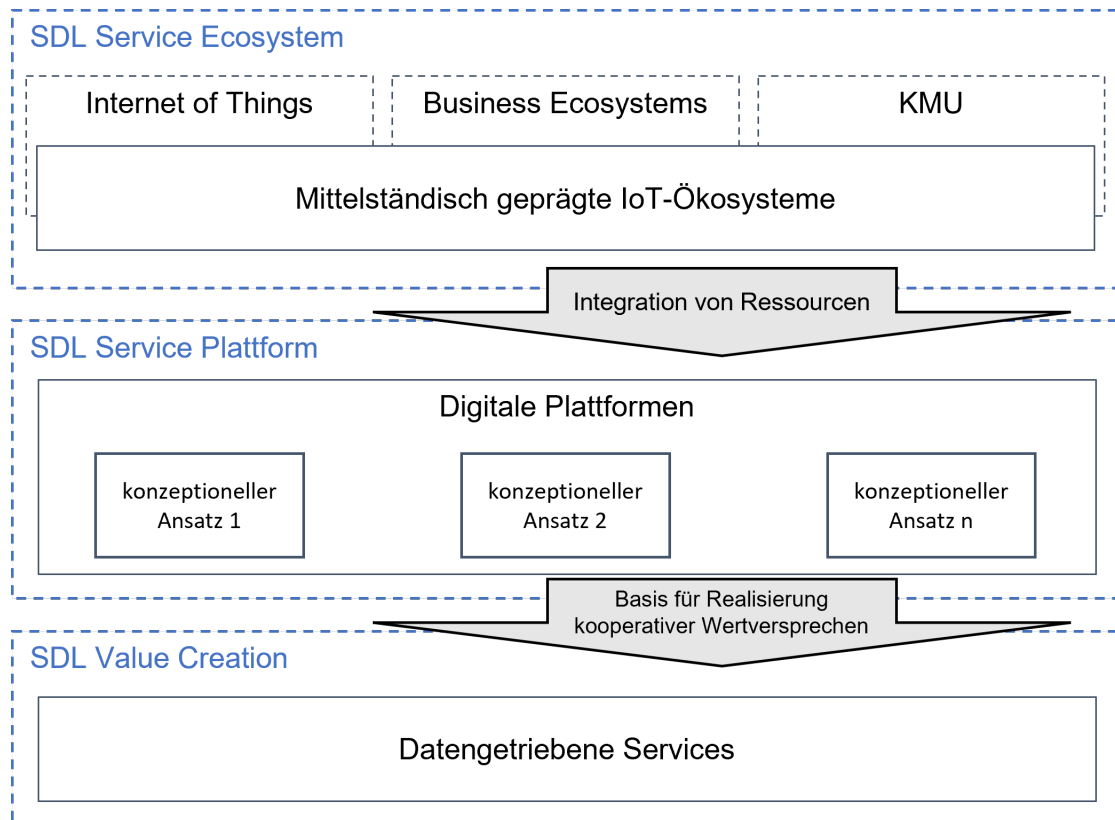 SDL Service Ecosystem
Internet of Things
Business Ecosystems
KMU
Mittelständisch geprägte IoT-Ökosysteme
Integration von Ressourcen
SDL Service Plattform
Digitale Plattformen
konzeptioneller
Ansatz 1
konzeptioneller
Ansatz 2
konzeptioneller
Ansatz n
Basis für Realisierung
kooperativer Wertversprechen
SDL Value Creation
Datengetriebene Services